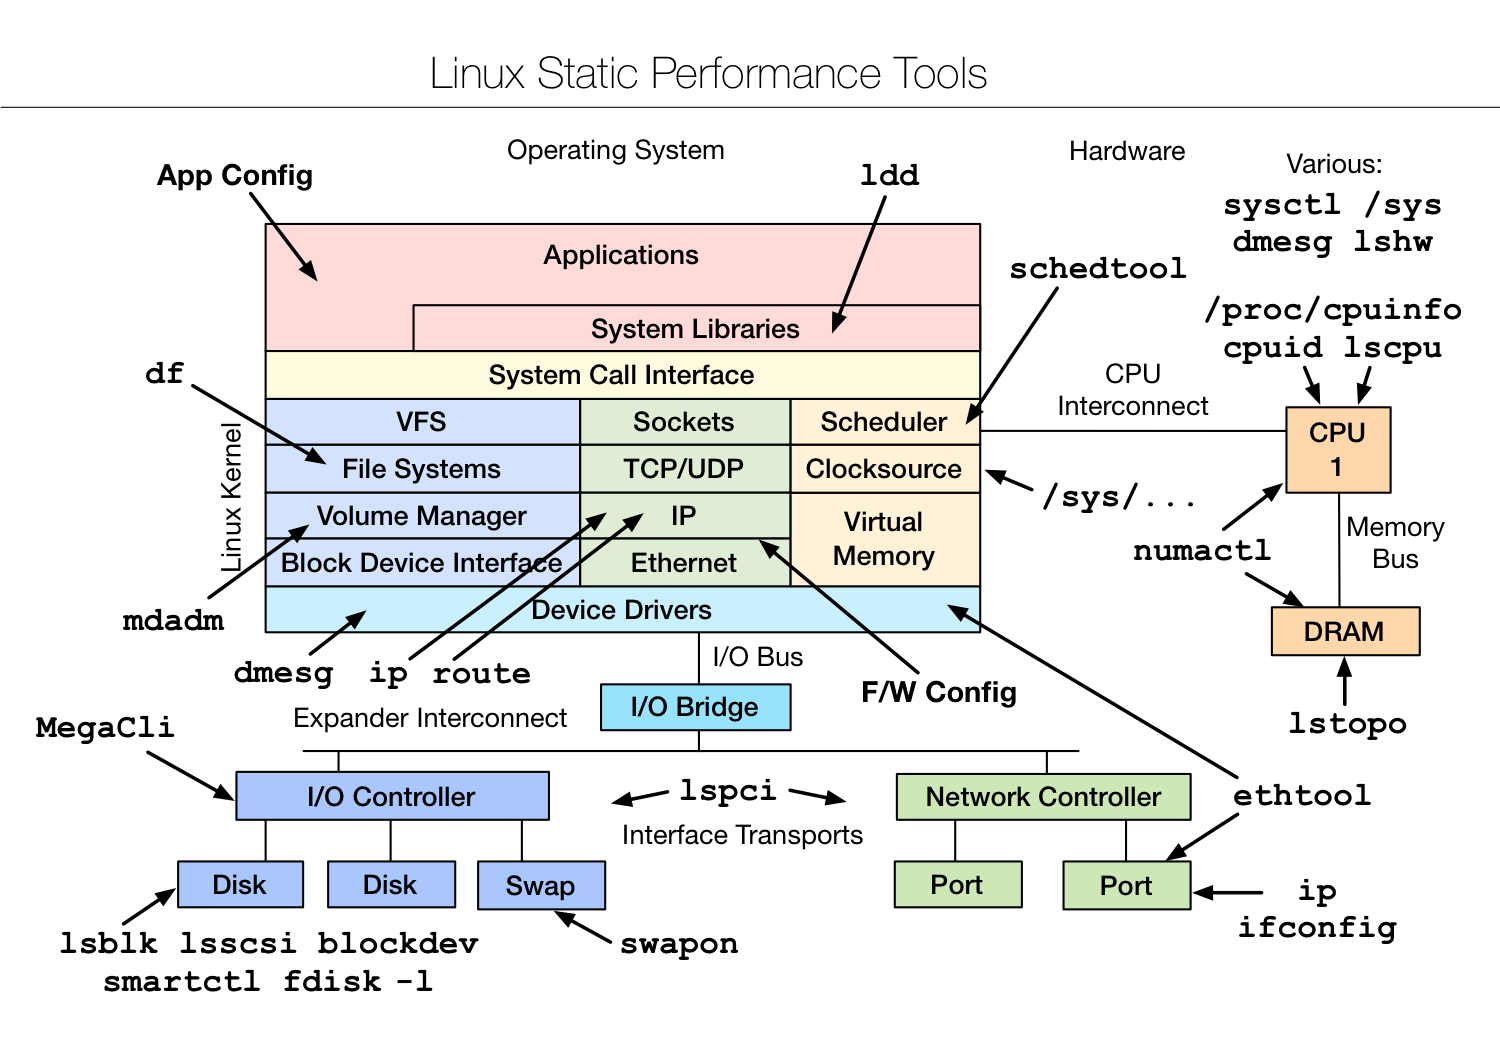 Linux Static Performance Tools
Operating System
Hardware
Various:
sysctl /sys
dmesg lshw
App Config
ldd
Applications
schedtool
System Libraries
/proc/cpuinfo
cpuid lscpu
df
System Call Interface
CPU
Interconnect
VFS
Sockets
Scheduler
CPU
1
File Systems
TCP/UDP
Clocksource
/sys/...
Linux Kernel
Volume Manager
IP
Virtual
Memory
numactl
Memory
Bus
Block Device Interface
Ethernet
mdadm
Device Drivers
DRAM
dmesg
ip
route
I/O Bus
F/W Config
I/O Bridge
Expander Interconnect
MegaCli
lstopo
I/O Controller
lspci
Network Controller
ethtool
Interface Transports
Disk
Disk
Swap
Port
Port
ip
ifconfig
lsblk lsscsi blockdev
smartctl fdisk -l
swapon